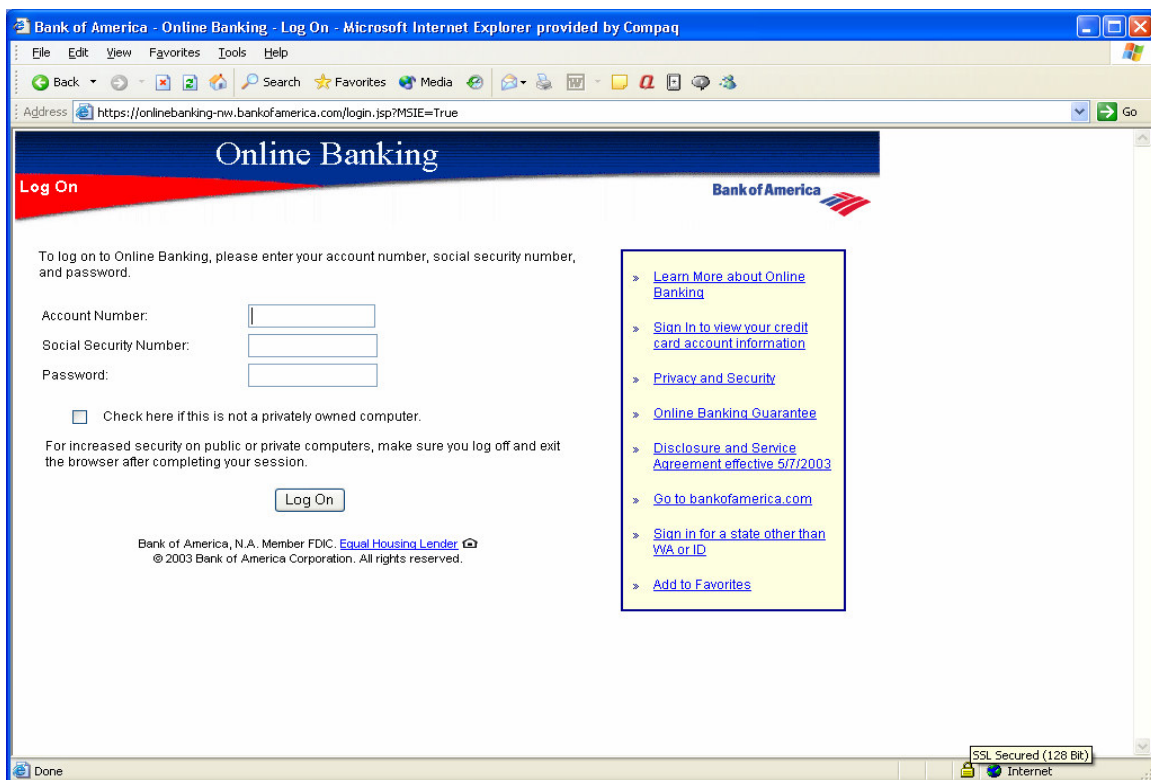 Bank of America - Online Banking - Log On - Microsoft Internet Explorer provided by Compaq
File Edit View Favorites Tools Help
Back Search Favorites Media
Address https://onlinebanking-nw.bankofamerica.com/login.jsp?MSIE=True Go
Online Banking
Log On
Bank of America
To log on to Online Banking, please enter your account number, social security number,
and password.
Account Number:
Social Security Number:
Password:
Check here if this is not a privately owned computer.
For increased security on public or private computers, make sure you log off and exit
the browser after completing your session.
Log On
Bank of America, N.A. Member FDIC. Equal Housing Lender
© 2003 Bank of America Corporation. All rights reserved.
» Learn More about Online
Banking
» Sign In to view your credit
card account information
» Privacy and Security
» Online Banking Guarantee
» Disclosure and Service
Agreement effective 5/7/2003
» Go to bankofamerica.com
» Sign in for a state other than
WA or ID
» Add to Favorites
SSL Secured (128 Bit)
Done Internet